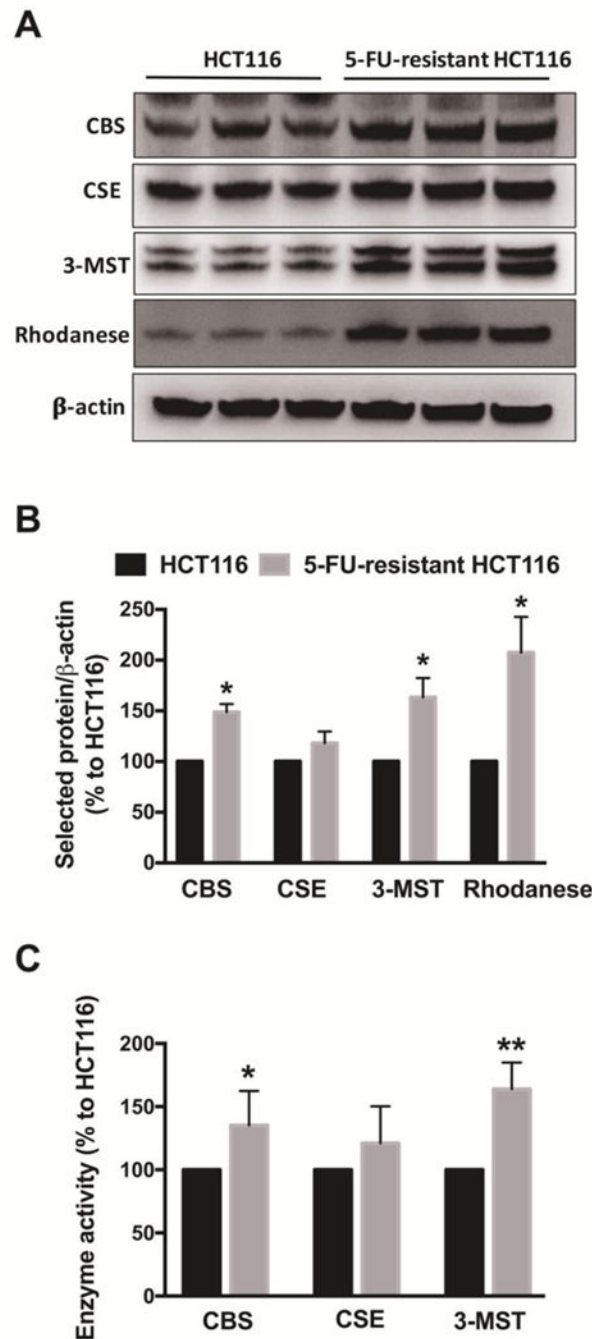 A
HCT116 5-FU-resistant HCT116
CBS
CSE
3-MST
Rhodanese
β-actin
B
HCT116 5-FU-resistant HCT116
Selected protein/β-actin
(% to HCT116)
250
200
150
100
50
0
* * *
CBS CSE 3-MST Rhodanese
C
Enzyme activity (% to HCT116)
200
150
100
50
0
* **
CBS CSE 3-MST